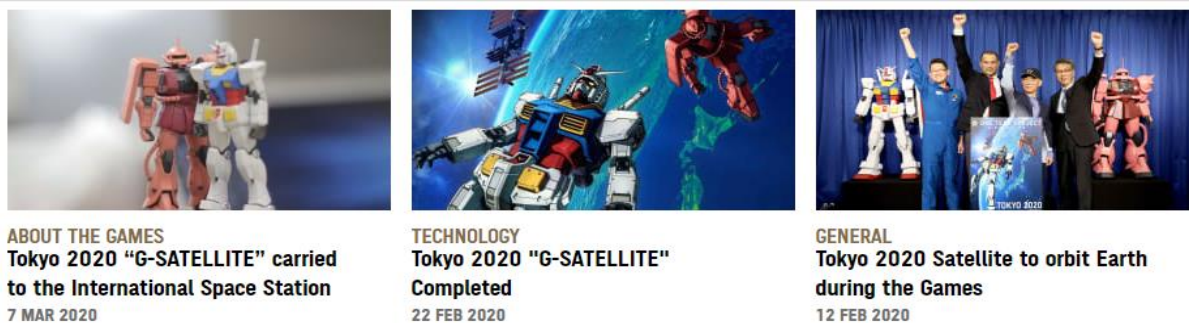 TOKYO 2020
ABOUT THE GAMES
Tokyo 2020 “G-SATELLITE” carried
to the International Space Station
7 MAR 2020
TECHNOLOGY
Tokyo 2020 "G-SATELLITE"
Completed
22 FEB 2020
GENERAL
Tokyo 2020 Satellite to orbit Earth
during the Games
12 FEB 2020